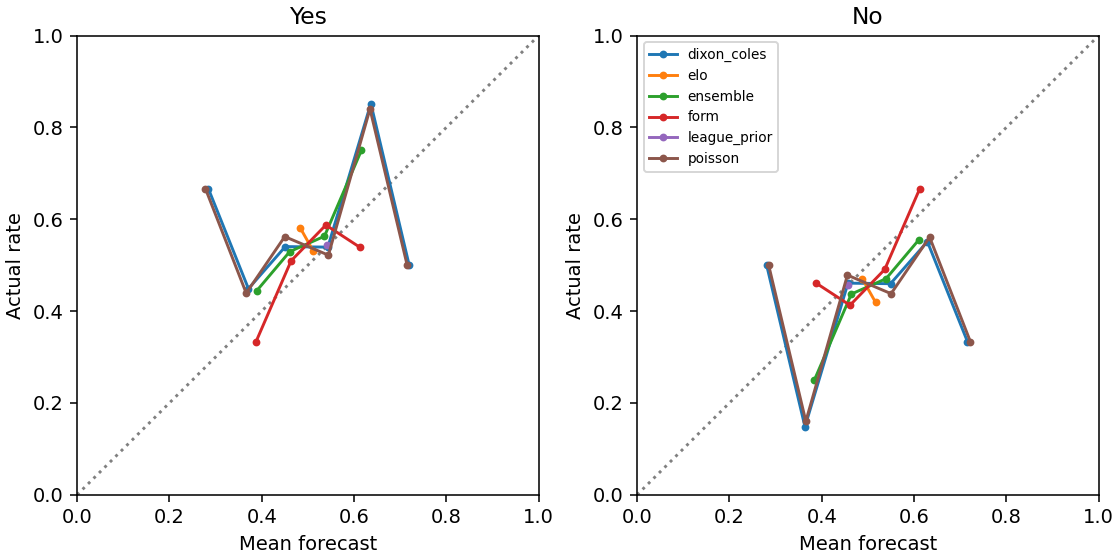 Yes
No
1.0
0.8
0.6
0.4
0.2
0.0
Actual rate
0.0
0.2
0.4
0.6
0.8
1.0
Mean forecast
1.0
0.8
0.6
0.4
0.2
0.0
Actual rate
dixon_coles
elo
ensemble
form
league_prior
poisson
0.0
0.2
0.4
0.6
0.8
1.0
Mean forecast